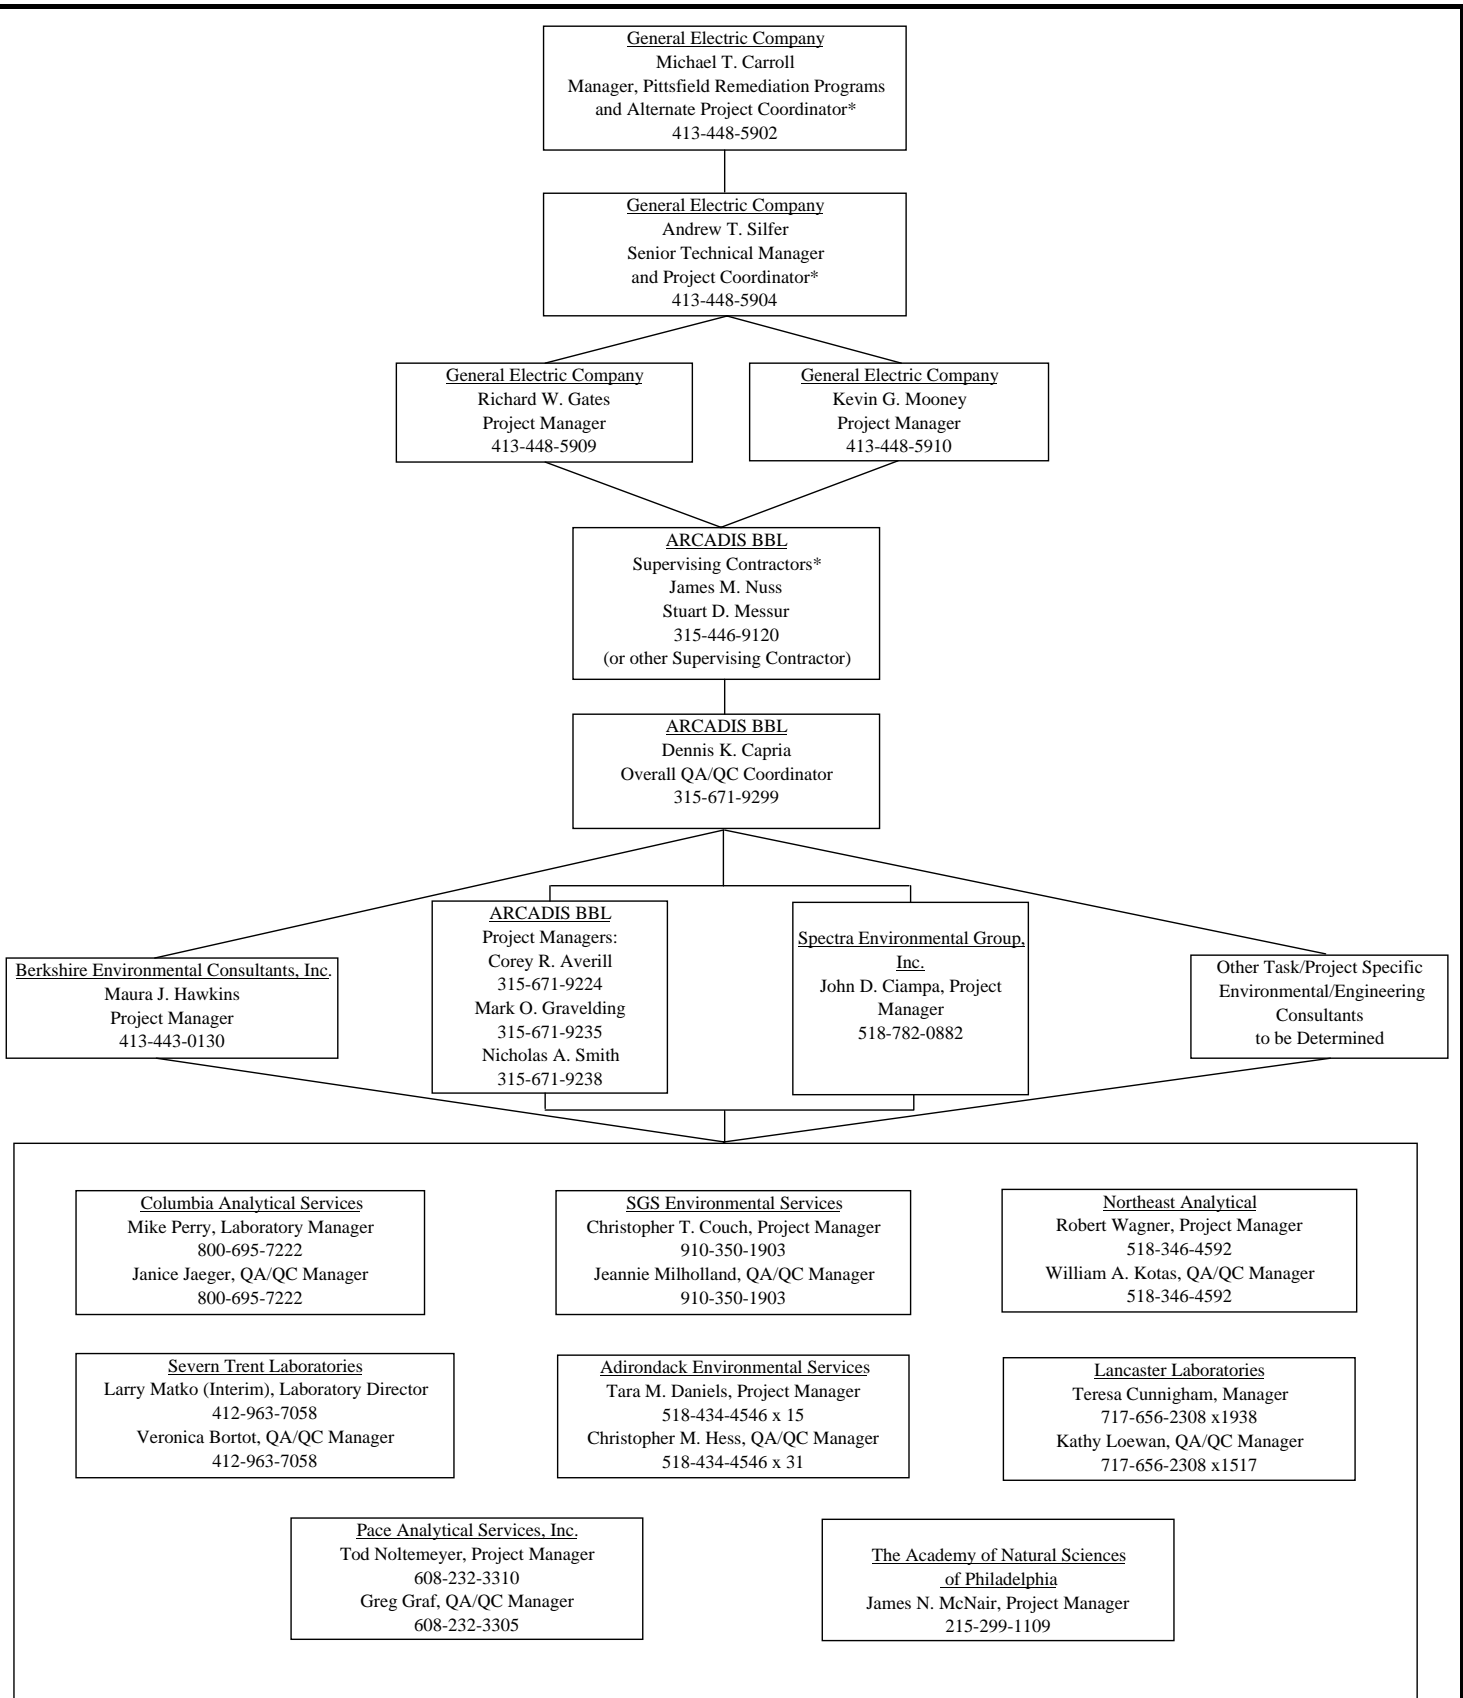 General Electric Company
Michael T. Carroll
Manager, Pittsfield Remediation Programs
and Alternate Project Coordinator*
413-448-5902
General Electric Company
Andrew T. Silfer
Senior Technical Manager
and Project Coordinator*
413-448-5904
General Electric Company
Richard W. Gates
Project Manager
413-448-5909
General Electric Company
Kevin G. Mooney
Project Manager
413-448-5910
ARCADIS BBL
Supervising Contractors*
James M. Nuss
Stuart D. Messur
315-446-9120
(or other Supervising Contractor)
ARCADIS BBL
Dennis K. Capria
Overall QA/QC Coordinator
315-671-9299
Berkshire Environmental Consultants, Inc.
Maura J. Hawkins
Project Manager
413-443-0130
ARCADIS BBL
Project Managers:
Corey R. Averill
315-671-9224
Mark O. Gravelding
315-671-9235
Nicholas A. Smith
315-671-9238
Spectra Environmental Group,
Inc.
John D. Ciampa, Project
Manager
518-782-0882
Other Task/Project Specific
Environmental/Engineering
Consultants
to be Determined
Columbia Analytical Services
Mike Perry, Laboratory Manager
800-695-7222
Janice Jaeger, QA/QC Manager
800-695-7222
SGS Environmental Services
Christopher T. Couch, Project Manager
910-350-1903
Jeannie Milholland, QA/QC Manager
910-350-1903
Northeast Analytical
Robert Wagner, Project Manager
518-346-4592
William A. Kotas, QA/QC Manager
518-346-4592
Severn Trent Laboratories
Larry Matko (Interim), Laboratory Director
412-963-7058
Veronica Bortot, QA/QC Manager
412-963-7058
Adirondack Environmental Services
Tara M. Daniels, Project Manager
518-434-4546 x 15
Christopher M. Hess, QA/QC Manager
518-434-4546 x 31
Lancaster Laboratories
Teresa Cunnigham, Manager
717-656-2308 x1938
Kathy Loewan, QA/QC Manager
717-656-2308 x1517
Pace Analytical Services, Inc.
Tod Noltemeyer, Project Manager
608-232-3310
Greg Graf, QA/QC Manager
608-232-3305
The Academy of Natural Sciences
of Philadelphia
James N. McNair, Project Manager
215-299-1109